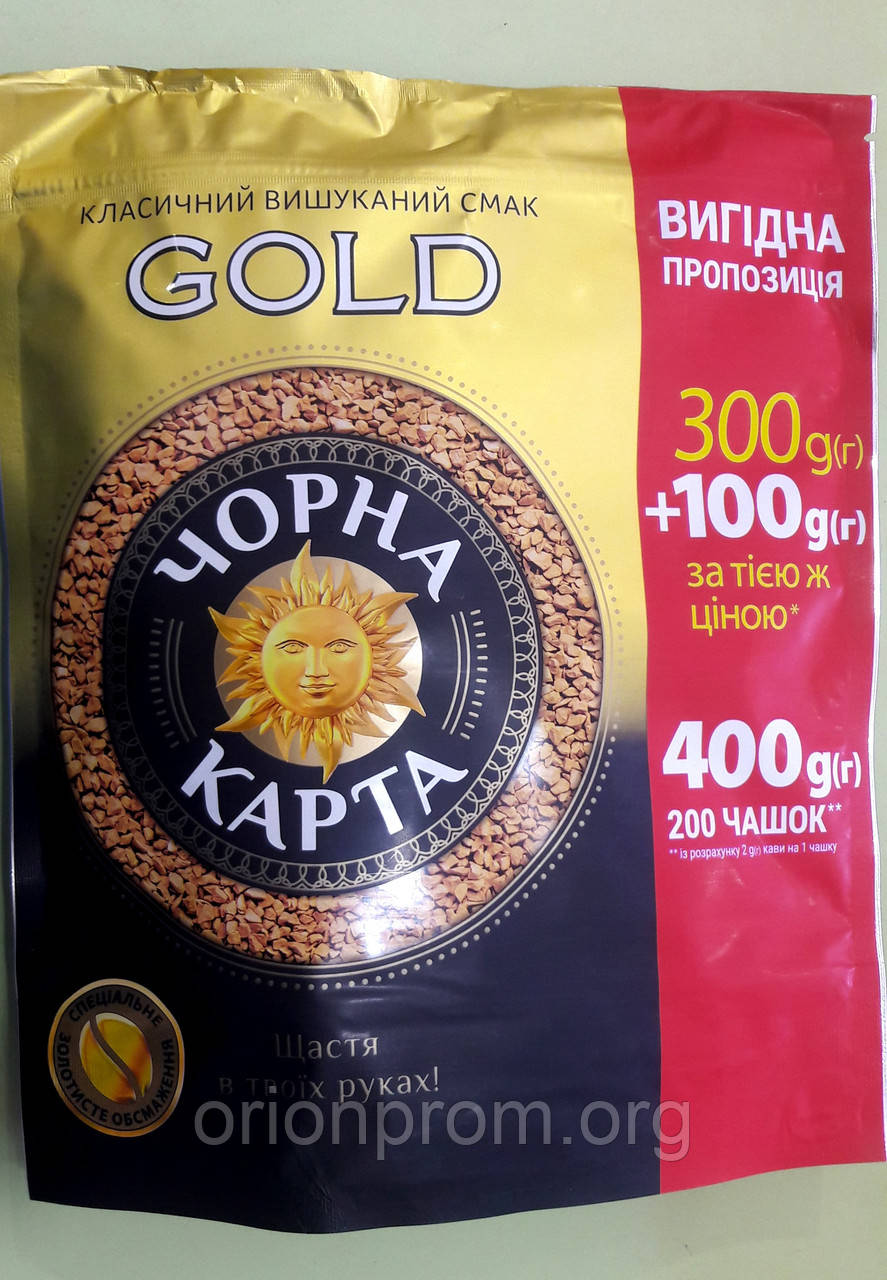 КЛАСИЧНИЙ ВИШУКАНИЙ СМАК
GOLD
ЧОРНА
КАРТА
СПЕЦІАЛЬНЕ
ЗОЛОТИСТЕ ОБСМАЖЕННЯ
Щастя
в твоїх руках!
ВИГІДНА
ПРОПОЗИЦІЯ
300g(г)
+100g(г)
за тією ж
ціною*
400g(г)
200 ЧАШОК**
** із розрахунку 2 g(г) кави на 1 чашку
orionprom.org